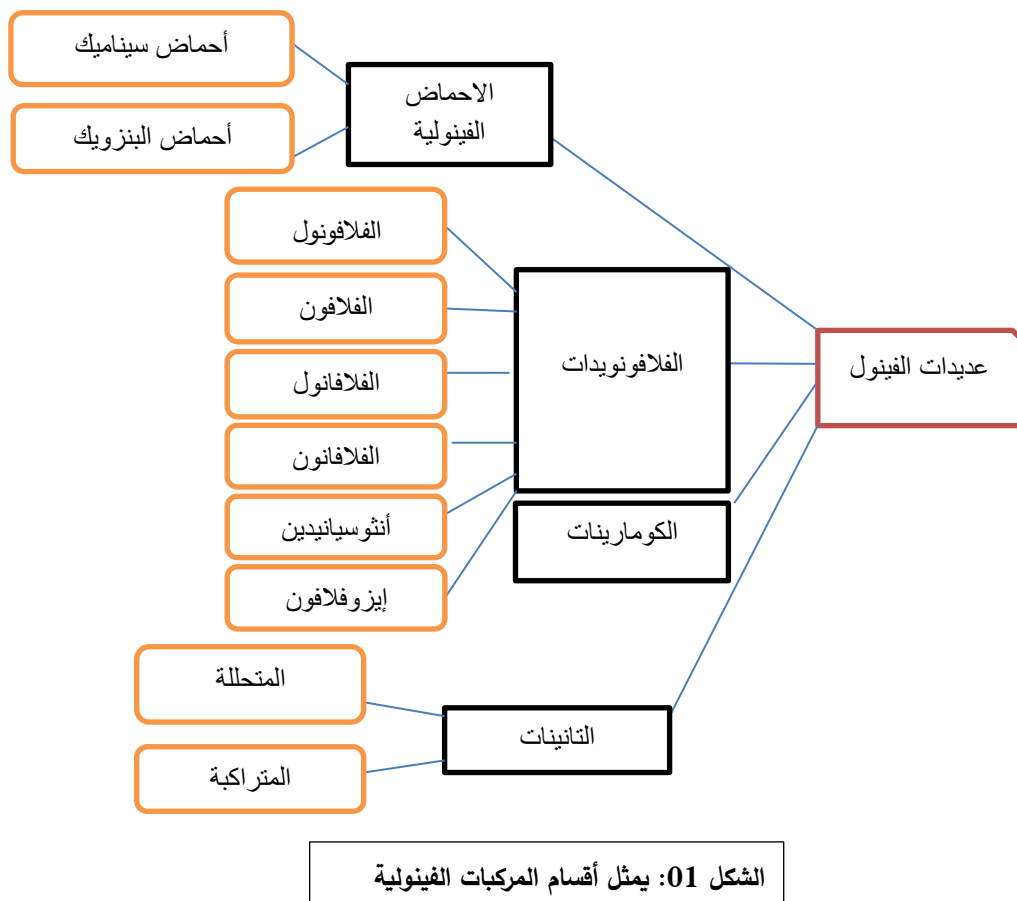 عديدات الفينول
الاحماض
الفينولية
أحماض سيناميك
أحماض البنزويك
الفلافونويدات
الفلافونول
الفلافون
الفلافانول
الفلافانون
أنثوسيانيدين
إيزوفلافون
الكومارينات
التانينات
المتحللة
المتراكبة
الشكل 01: يمثل أقسام المركبات الفينولية